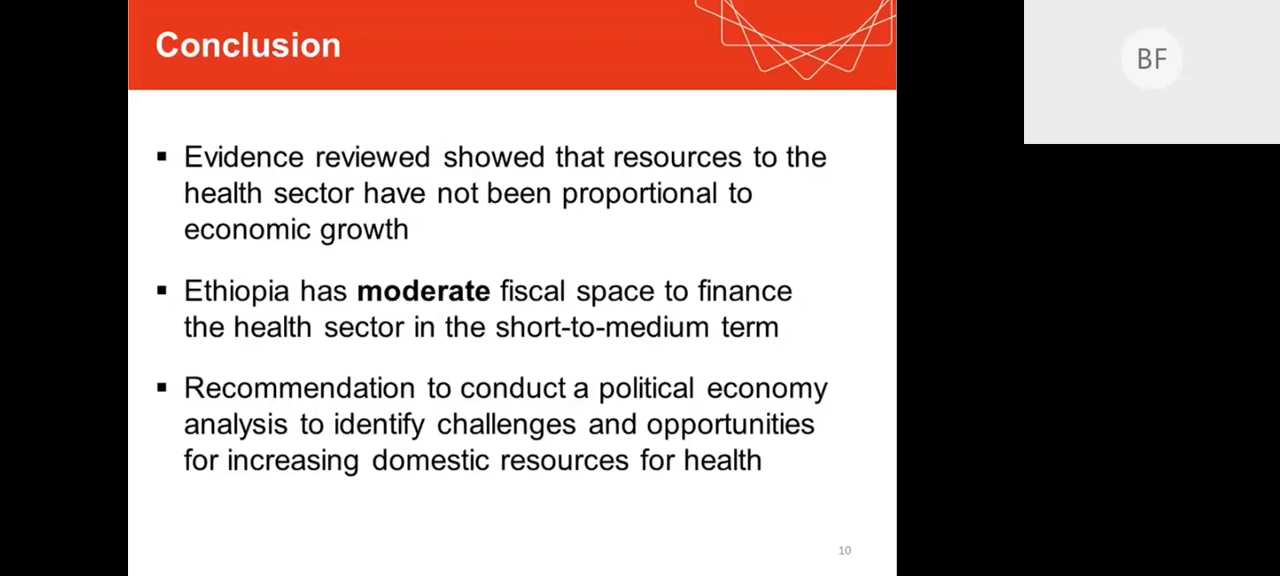 Conclusion
BF
▪ Evidence reviewed showed that resources to the
health sector have not been proportional to
economic growth
▪ Ethiopia has moderate fiscal space to finance
the health sector in the short-to-medium term
▪ Recommendation to conduct a political economy
analysis to identify challenges and opportunities
for increasing domestic resources for health
10